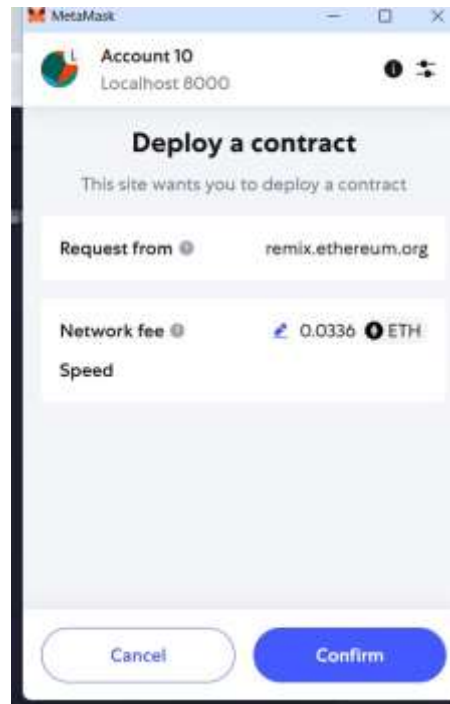 MetaMask
L
Account 10
Localhost 8000
Deploy a contract
This site wants you to deploy a contract
Request from remix.ethereum.org
Network fee 0.0336 ETH
Speed
Cancel Confirm